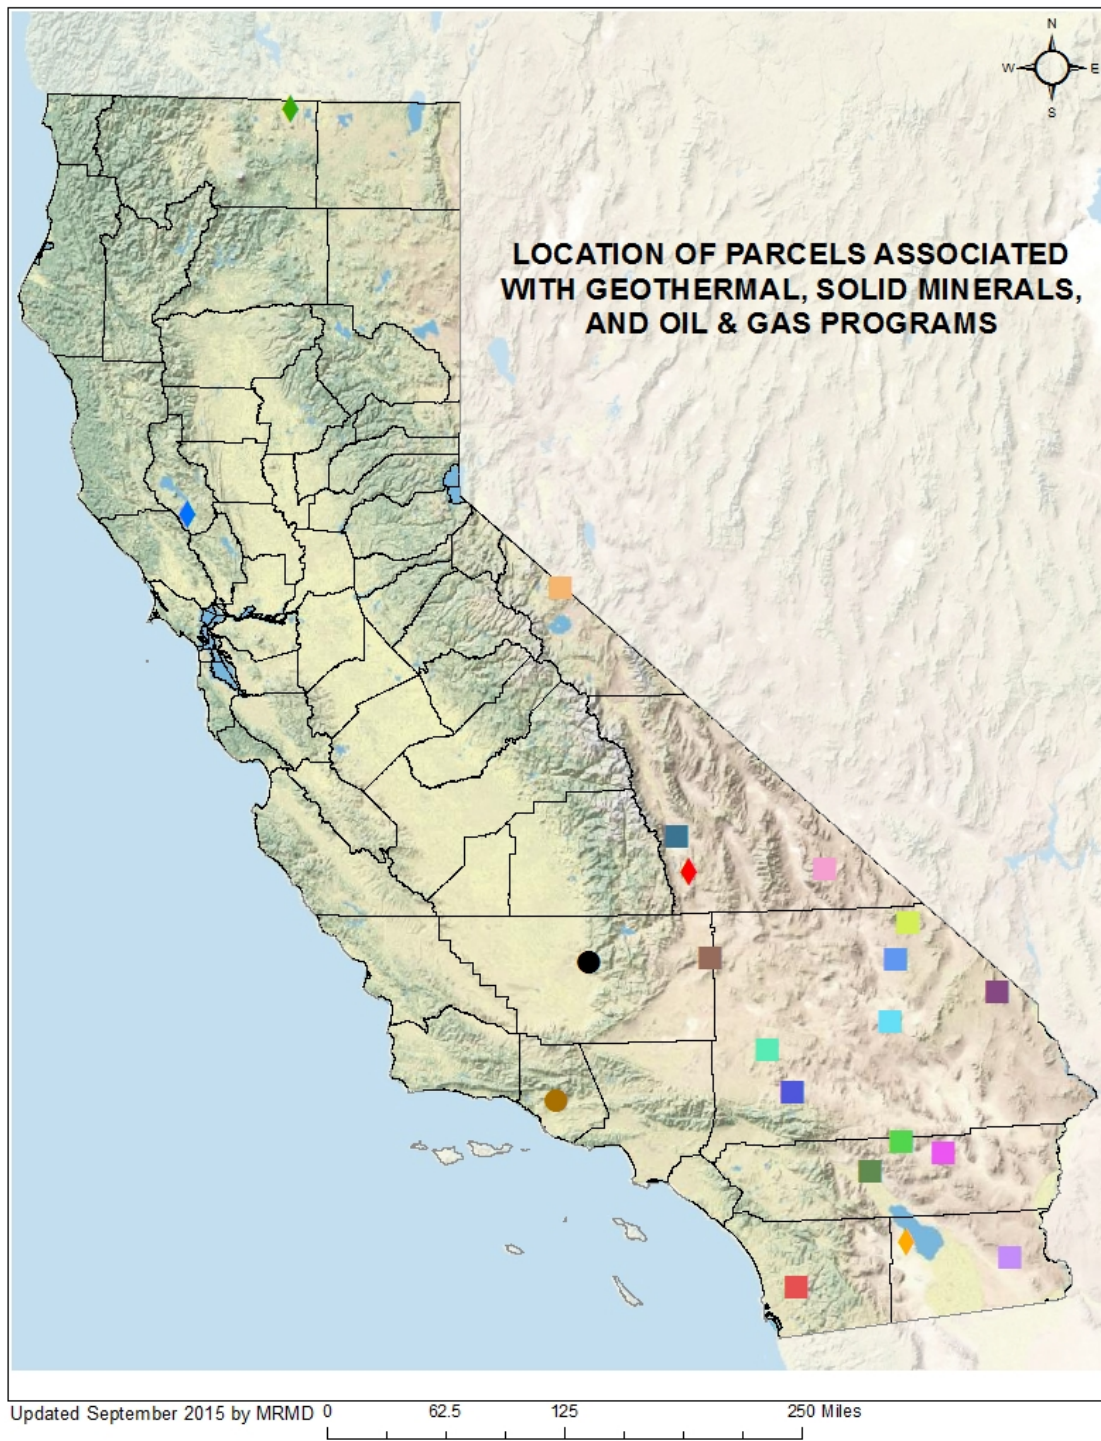 N
W E
S
LOCATION OF PARCELS ASSOCIATED
WITH GEOTHERMAL, SOLID MINERALS,
AND OIL & GAS PROGRAMS
Updated September 2015 by MRMD 0 62.5 125 250 Miles